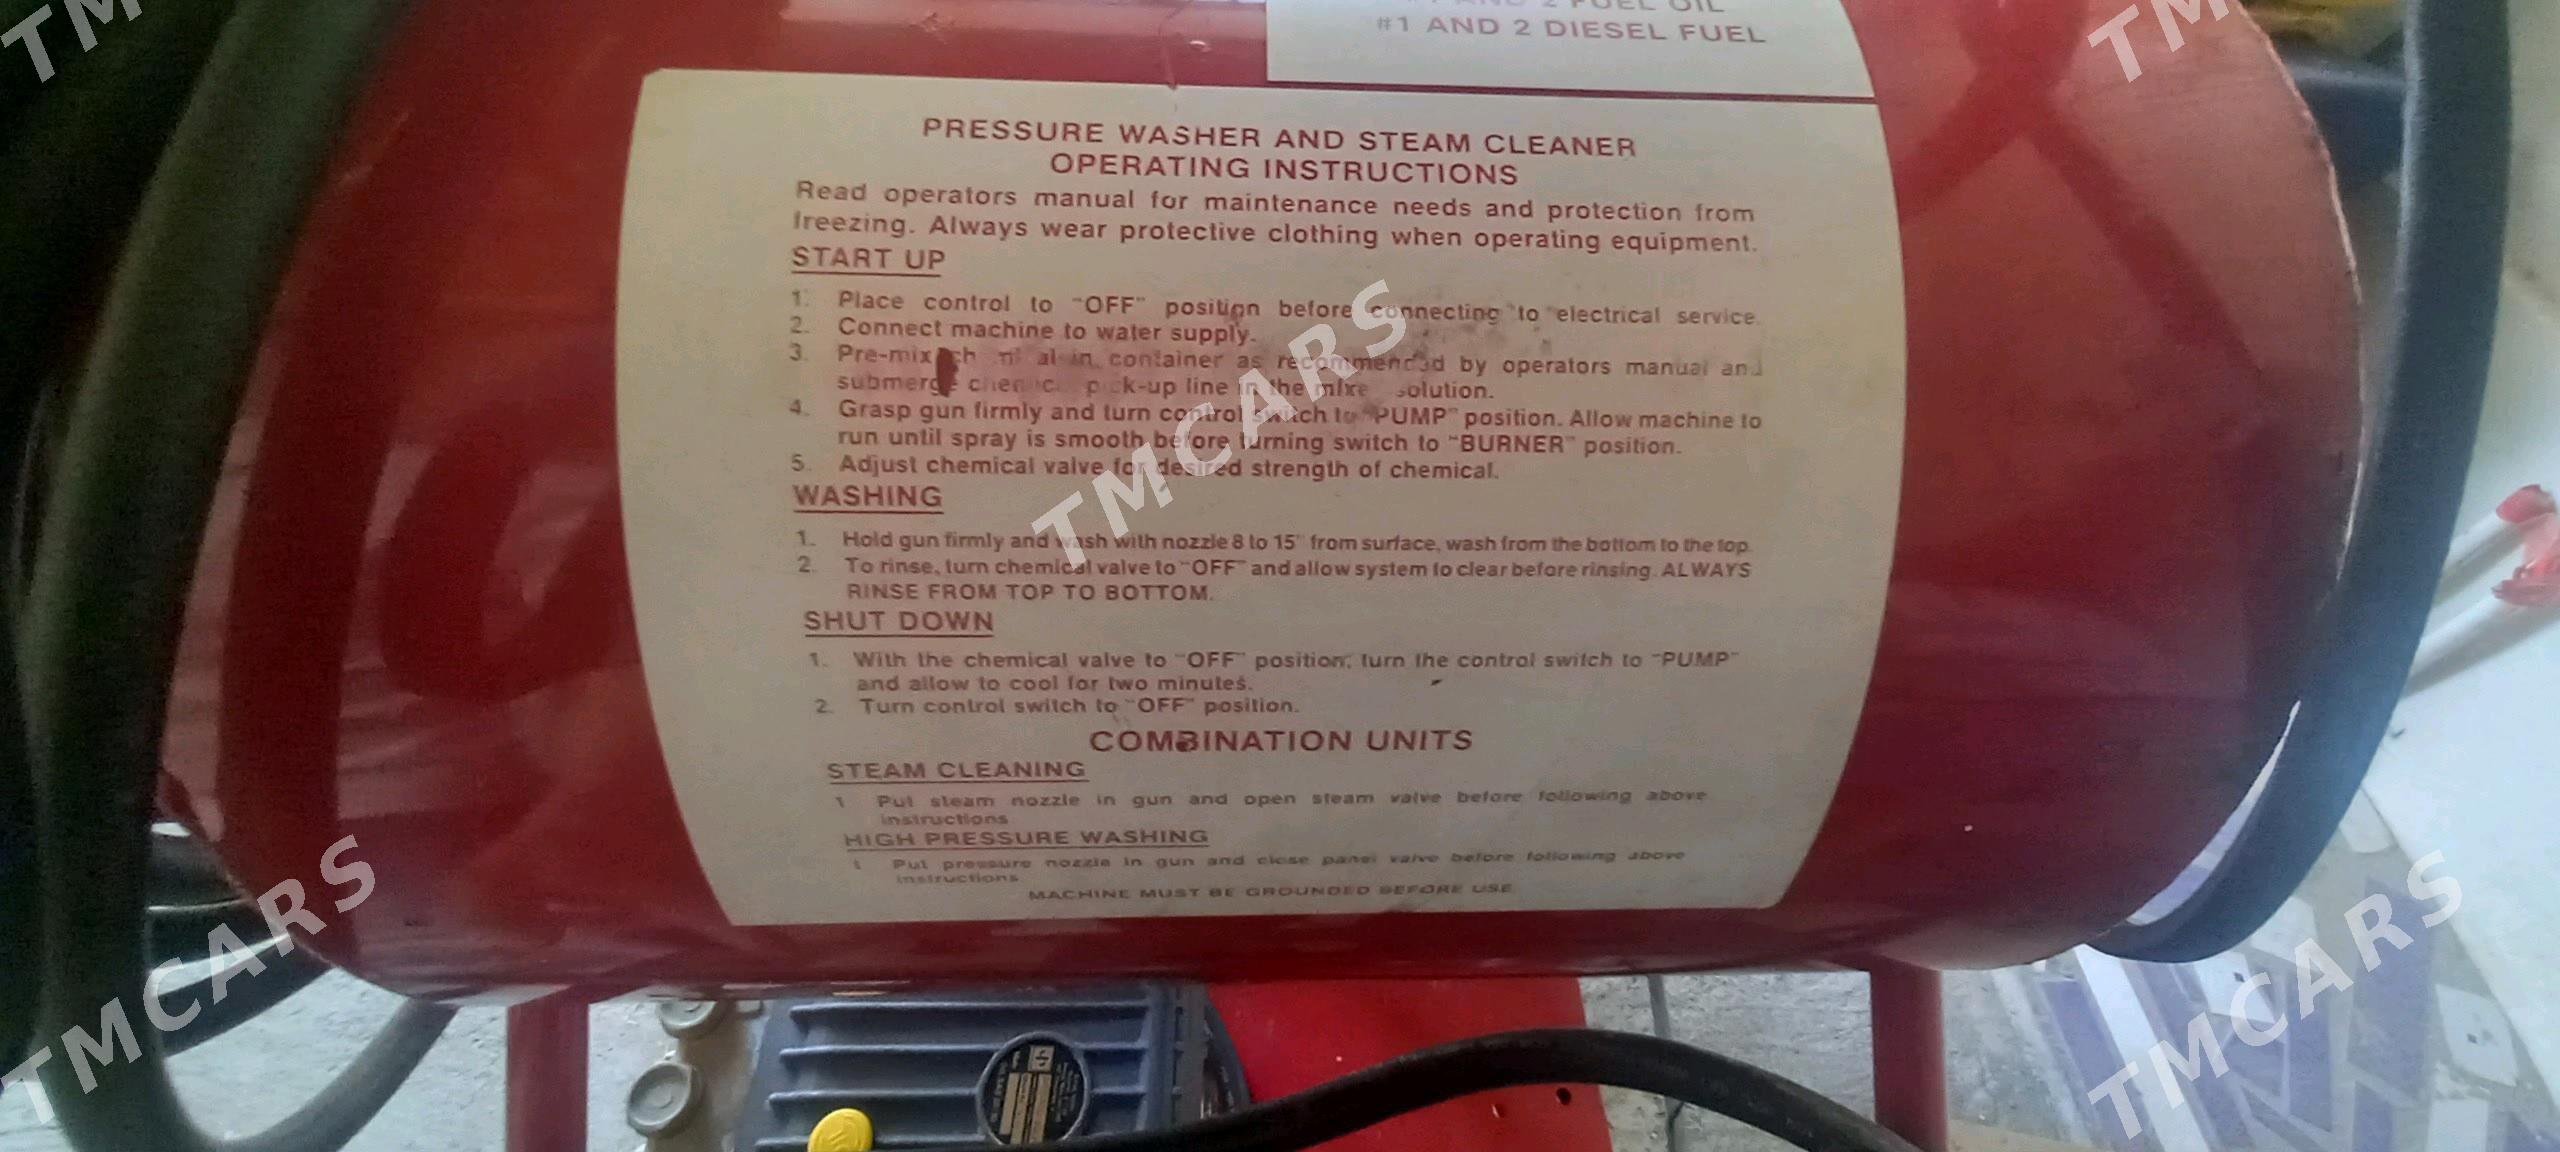 #1 AND 2 FUEL OIL
#1 AND 2 DIESEL FUEL
PRESSURE WASHER AND STEAM CLEANER
OPERATING INSTRUCTIONS
Read operators manual for maintenance needs and protection from
freezing. Always wear protective clothing when operating equipment.
START UP
1. Place control to "OFF" position before connecting to electrical service.
2. Connect machine to water supply.
3. Pre-mix chemical in container as recommended by operators manual and
submerge chemical pick-up line in the mixed solution.
4. Grasp gun firmly and turn control switch to "PUMP" position. Allow machine to
run until spray is smooth before turning switch to "BURNER" position.
5. Adjust chemical valve for desired strength of chemical.
WASHING
1. Hold gun firmly and wash with nozzle 8 to 15" from surface, wash from the bottom to the top.
2. To rinse, turn chemical valve to "OFF" and allow system to clear before rinsing. ALWAYS
RINSE FROM TOP TO BOTTOM.
SHUT DOWN
1. With the chemical valve to "OFF" position, turn the control switch to "PUMP"
and allow to cool for two minutes.
2. Turn control switch to "OFF" position.
COMBINATION UNITS
STEAM CLEANING
1 Put steam nozzle in gun and open steam valve before following above
instructions
HIGH PRESSURE WASHING
1 Put pressure nozzle in gun and close panel valve before following above
instructions
MACHINE MUST BE GROUNDED BEFORE USE
TMCARS
TMCARS
TMCARS